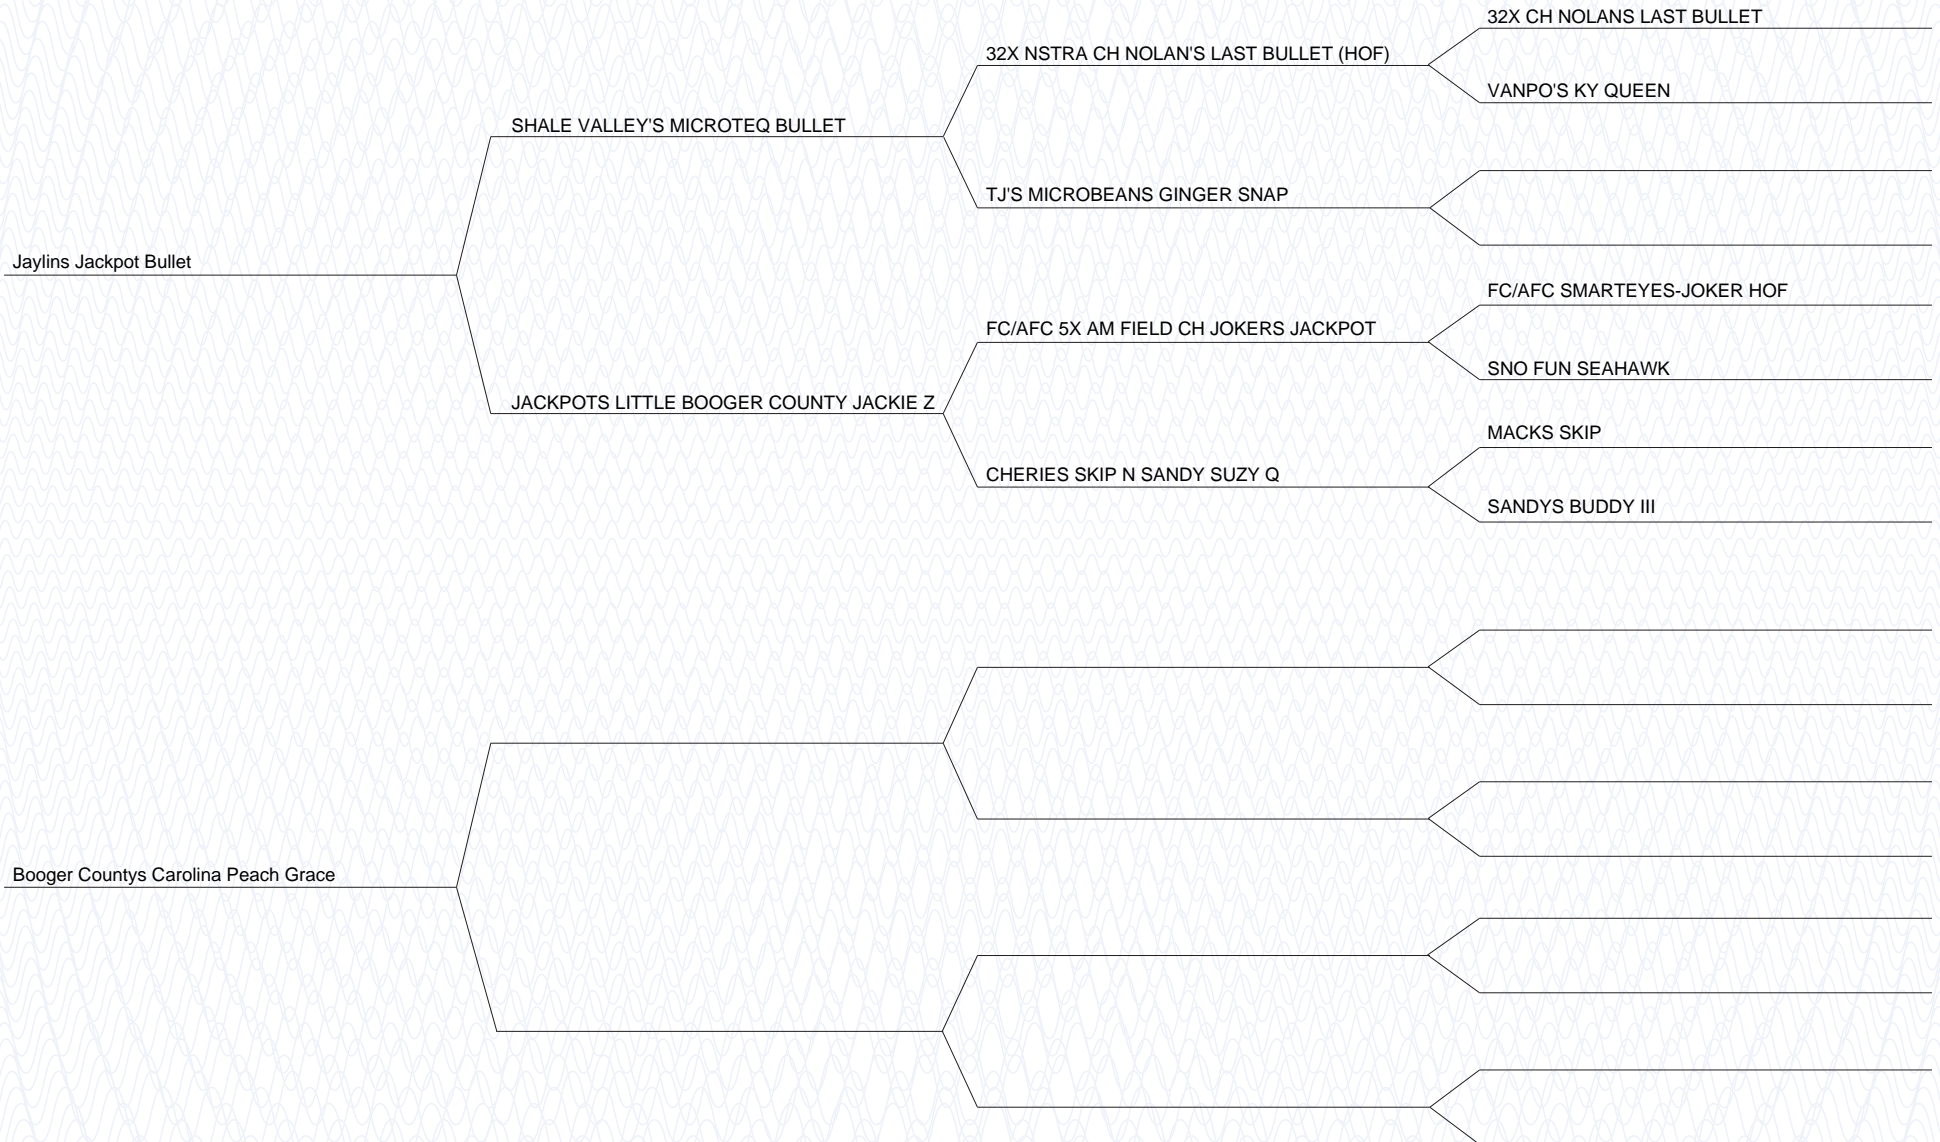 32X CH NOLANS LAST BULLET
32X NSTRA CH NOLAN'S LAST BULLET (HOF)
VANPO'S KY QUEEN
SHALE VALLEY'S MICROTEQ BULLET
TJ'S MICROBEANS GINGER SNAP
Jaylins Jackpot Bullet
FC/AFC SMARTEYES-JOKER HOF
FC/AFC 5X AM FIELD CH JOKERS JACKPOT
SNO FUN SEAHAWK
JACKPOTS LITTLE BOOGER COUNTY JACKIE Z
MACKS SKIP
CHERIES SKIP N SANDY SUZY Q
SANDYS BUDDY III
Booger Countys Carolina Peach Grace